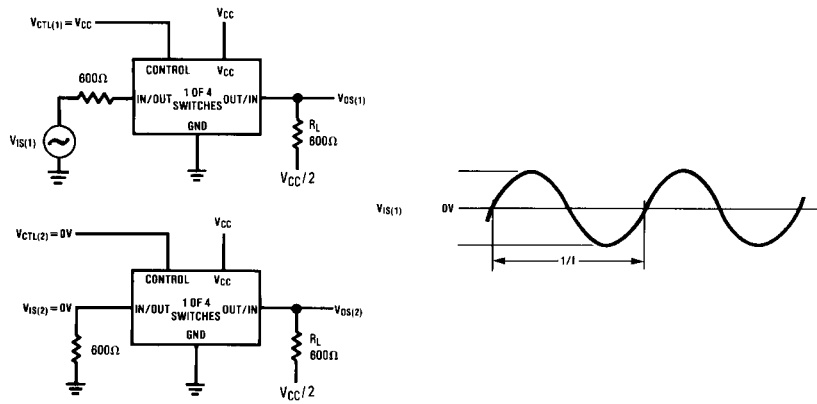 VCTL(1) = VCC
VCC
CONTROL VCC
600Ω
IN/OUT 1 OF 4 SWITCHES OUT/IN
VOS(1)
GND
VIS(1)
RL
600Ω
VCC/2
VIS(1) 0V
1/f
VCTL(2) = 0V
VCC
CONTROL VCC
VIS(2) = 0V
IN/OUT 1 OF 4 SWITCHES OUT/IN
VOS(2)
GND
600Ω
RL
600Ω
VCC/2